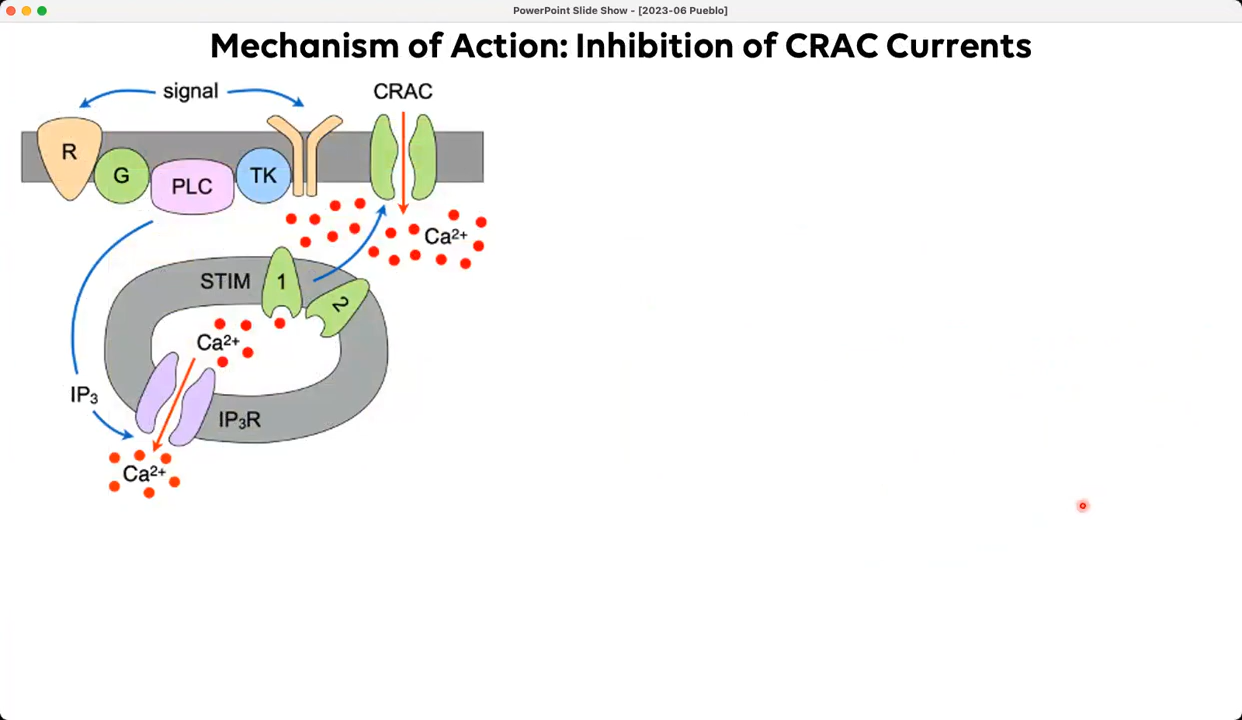 PowerPoint Slide Show - [2023-06 Pueblo]
Mechanism of Action: Inhibition of CRAC Currents
signal
CRAC
R
G
PLC
TK
Ca²⁺
STIM
1
2
Ca²⁺
IP₃
IP₃R
Ca²⁺